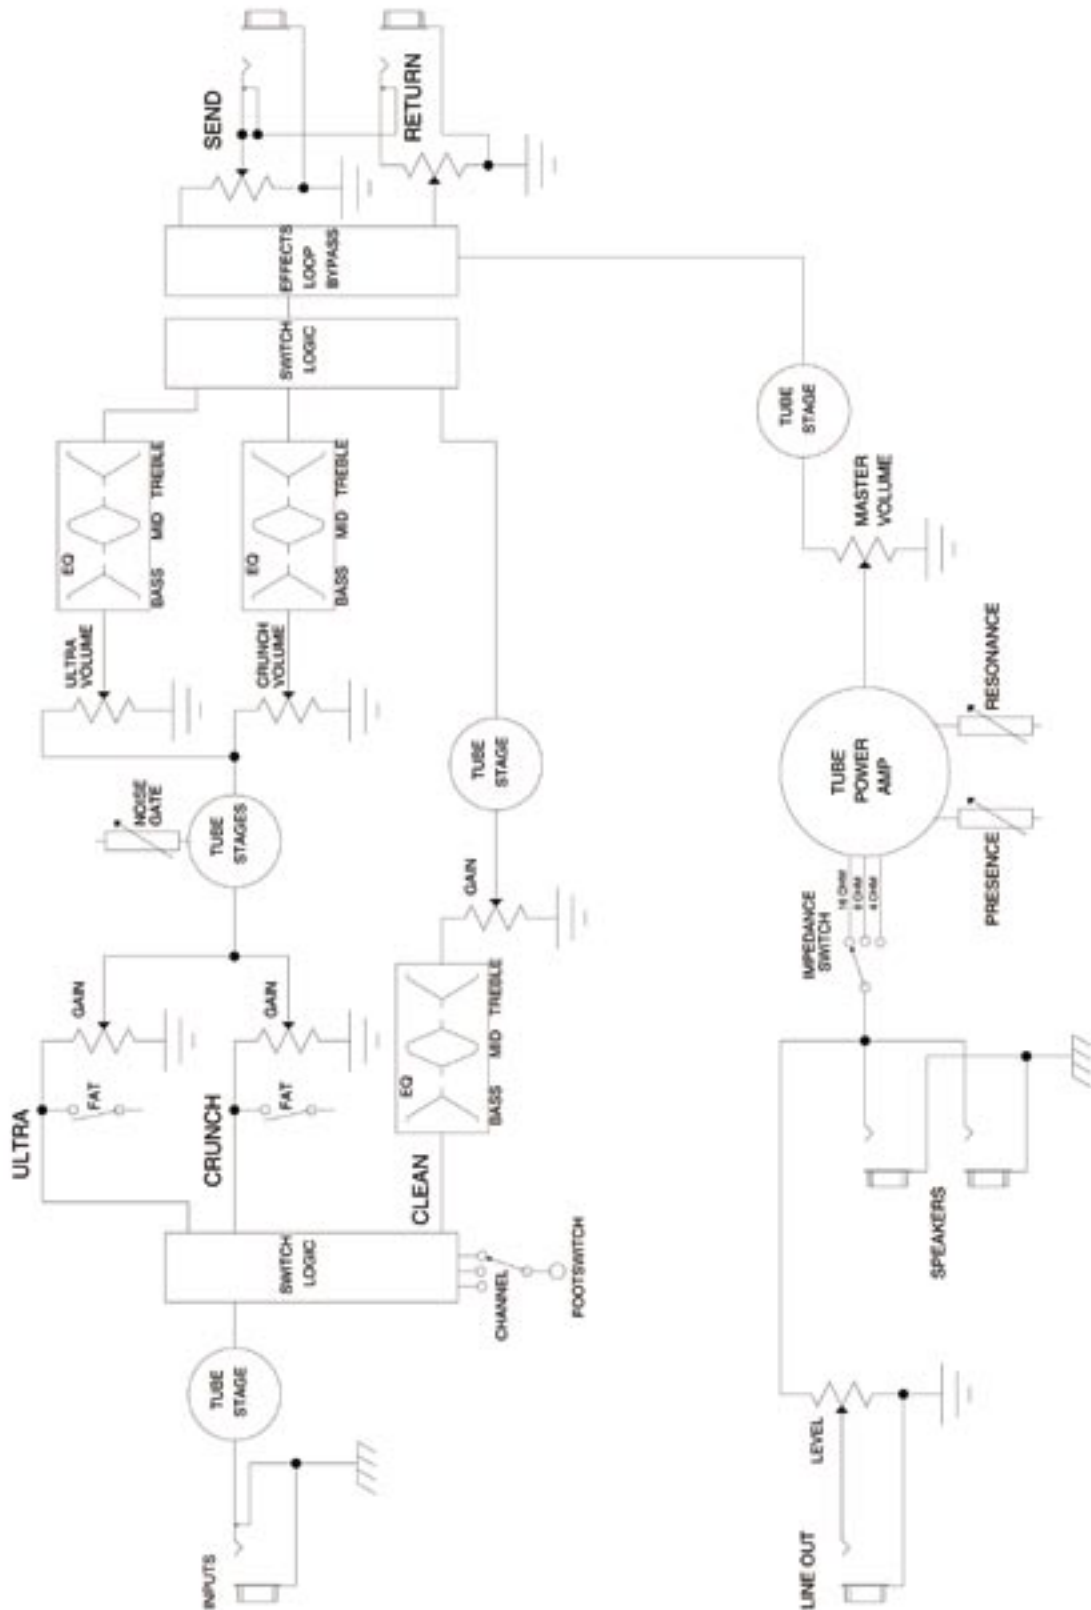 ULTRA
FAT
GAIN
NOISE
GATE
ULTRA
VOLUME
EQ
BASS MID TREBLE
SEND
INPUTS
TUBE
STAGE
SWITCH
LOGIC
CRUNCH
FAT
GAIN
TUBE
STAGES
CRUNCH
VOLUME
EQ
BASS MID TREBLE
SWITCH
LOGIC
EFFECTS
LOOP
BYPASS
RETURN
CLEAN
EQ
BASS MID TREBLE
GAIN
TUBE
STAGE
CHANNEL
FOOTSWITCH
LINE OUT
LEVEL
SPEAKERS
IMPEDANCE
SWITCH
16 OHM
8 OHM
4 OHM
TUBE
POWER
AMP
PRESENCE
RESONANCE
MASTER
VOLUME
TUBE
STAGE